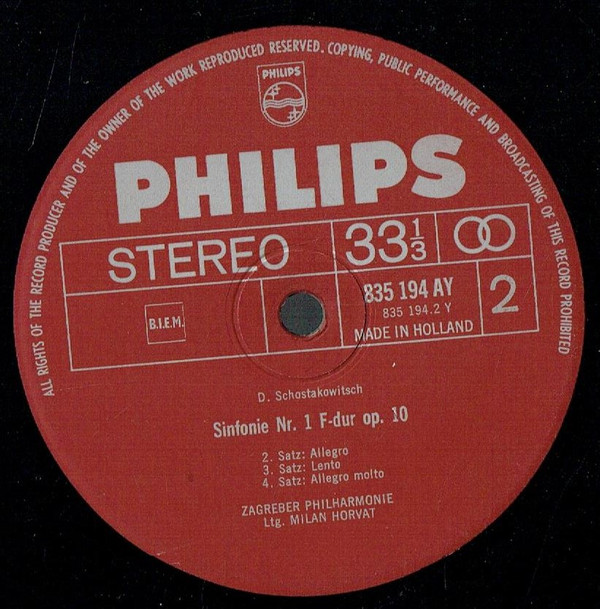 ALL RIGHTS OF THE RECORD PRODUCER AND OF THE OWNER OF THE WORK REPRODUCED RESERVED. COPYING, PUBLIC PERFORMANCE AND BROADCASTING OF THIS RECORD PROHIBITED
PHILIPS
PHILIPS
STEREO
33 1/3
B.I.E.M.
835 194 AY
835 194.2 Y
MADE IN HOLLAND
2
D. Schostakowitsch
Sinfonie Nr. 1 F-dur op. 10
2. Satz: Allegro
3. Satz: Lento
4. Satz: Allegro molto
ZAGREBER PHILHARMONIE
Ltg. MILAN HORVAT